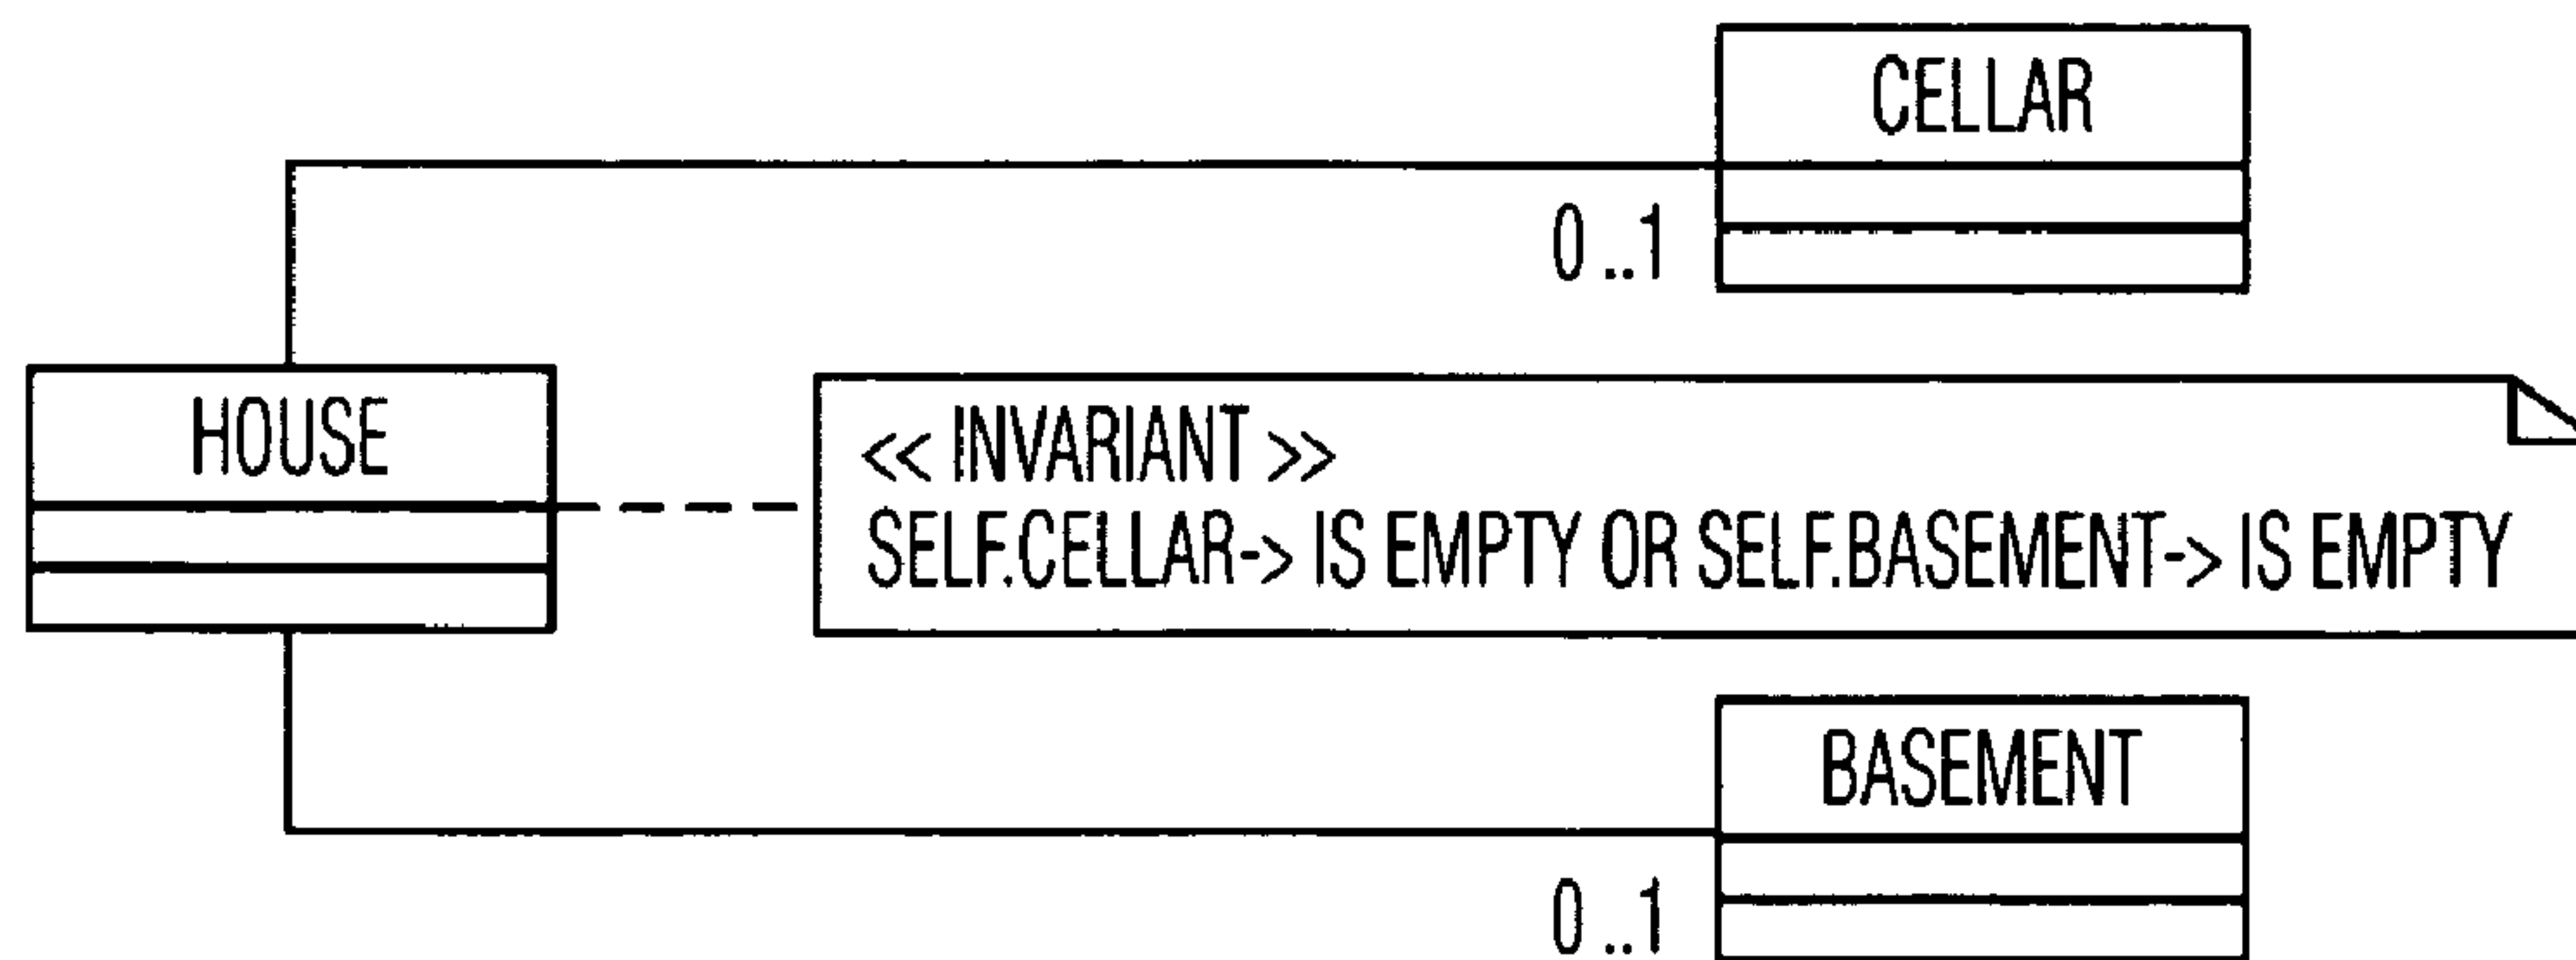 CELLAR
0 ..1
HOUSE
<< INVARIANT >>
SELF.CELLAR-> IS EMPTY OR SELF.BASEMENT-> IS EMPTY
BASEMENT
0 ..1